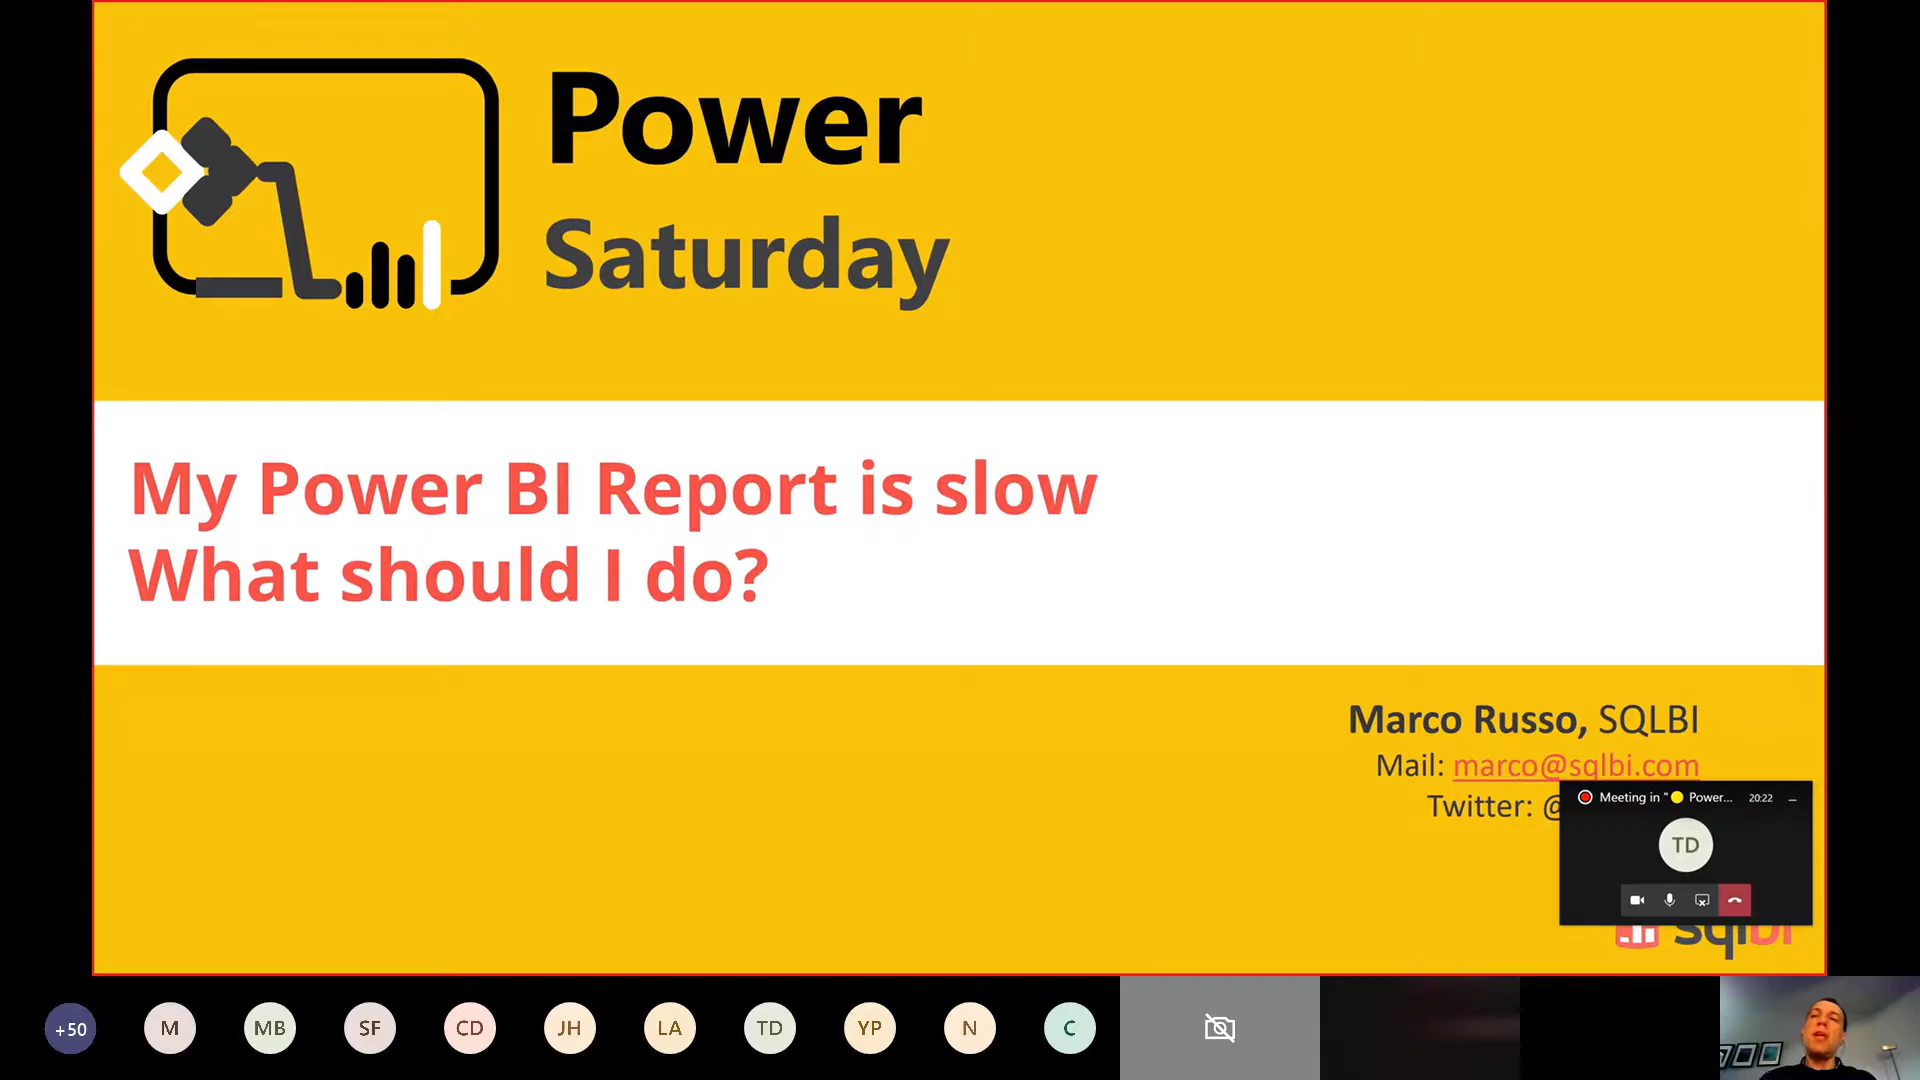 Power
Saturday
My Power BI Report is slow
What should I do?
Marco Russo, SQLBI
Mail: marco@sqlbi.com
Twitter: @
Meeting in " Power... 20:22
TD
sqlbi
+50 M MB SF CD JH LA TD YP N C